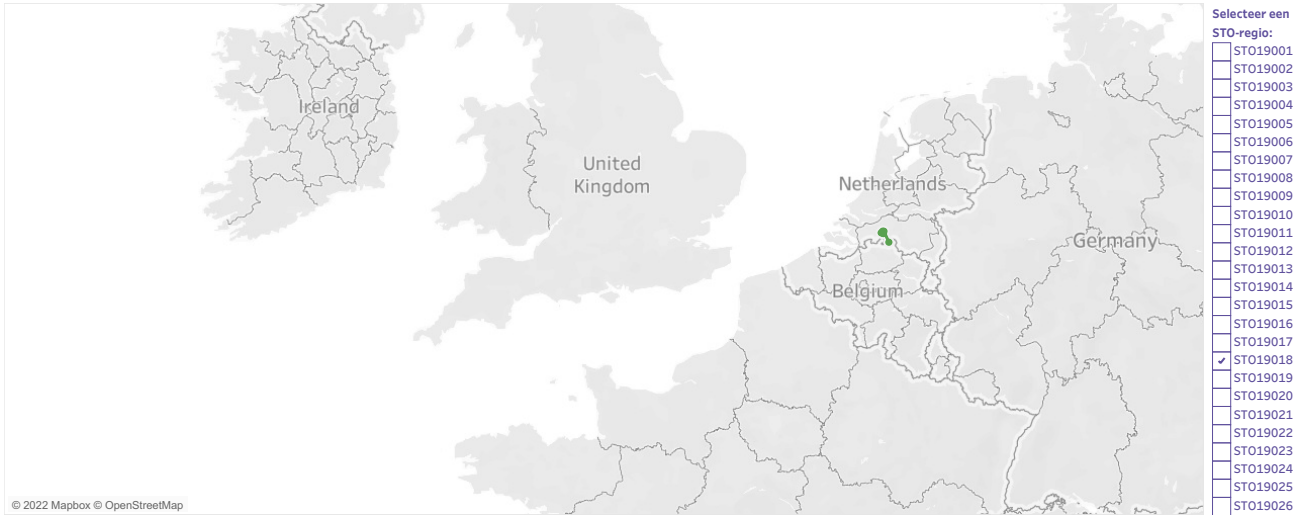 Ireland
United
Kingdom
Netherlands
Germany
Belgium
© 2022 Mapbox © OpenStreetMap
Selecteer een
STO-regio:
STO19001
STO19002
STO19003
STO19004
STO19005
STO19006
STO19007
STO19008
STO19009
STO19010
STO19011
STO19012
STO19013
STO19014
STO19015
STO19016
STO19017
STO19018
STO19019
STO19020
STO19021
STO19022
STO19023
STO19024
STO19025
STO19026